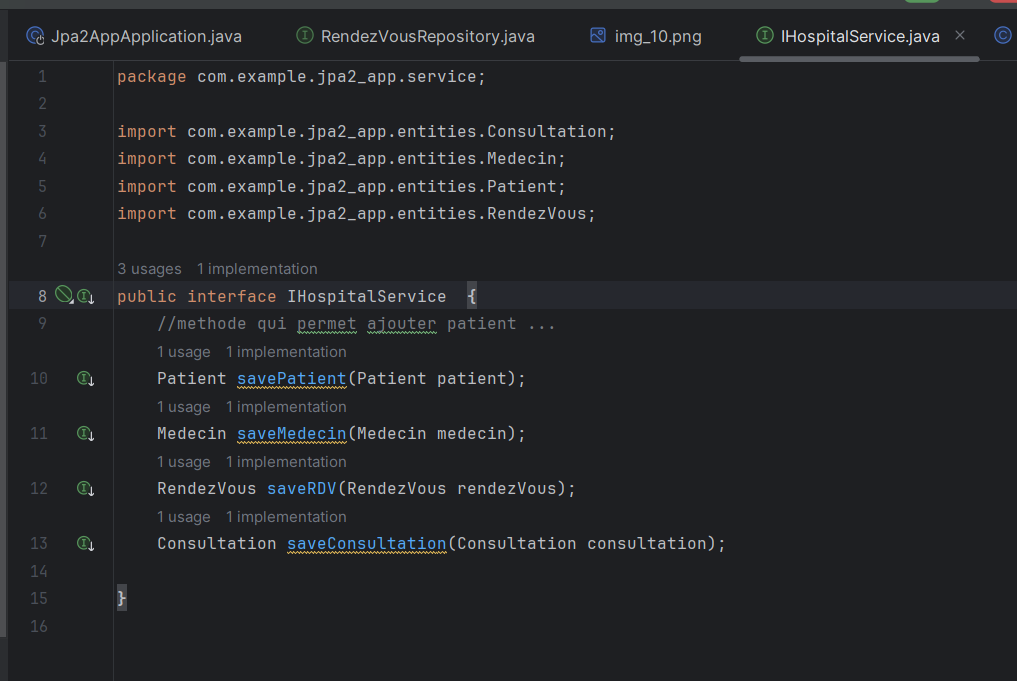 Jpa2AppApplication.java RendezVousRepository.java img_10.png IHospitalService.java
1 package com.example.jpa2_app.service;
2
3 import com.example.jpa2_app.entities.Consultation;
4 import com.example.jpa2_app.entities.Medecin;
5 import com.example.jpa2_app.entities.Patient;
6 import com.example.jpa2_app.entities.RendezVous;
7
3 usages 1 implementation
8 public interface IHospitalService {
9 //methode qui permet ajouter patient ...
1 usage 1 implementation
10 Patient savePatient(Patient patient);
1 usage 1 implementation
11 Medecin saveMedecin(Medecin medecin);
1 usage 1 implementation
12 RendezVous saveRDV(RendezVous rendezVous);
1 usage 1 implementation
13 Consultation saveConsultation(Consultation consultation);
14
15 }
16